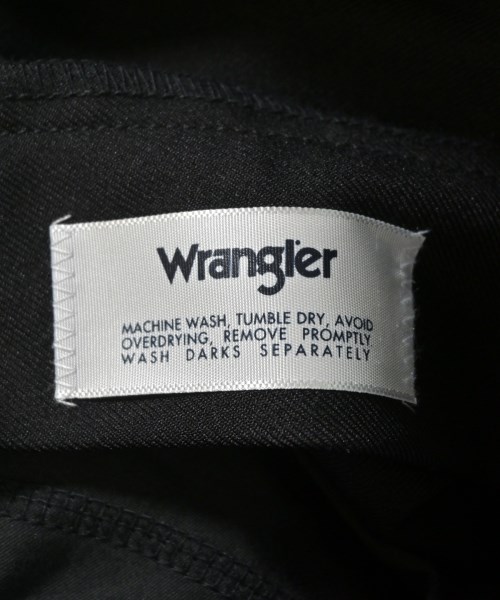 Wrangler
MACHINE WASH, TUMBLE DRY, AVOID
OVERDRYING, REMOVE PROMPTLY
WASH DARKS SEPARATELY